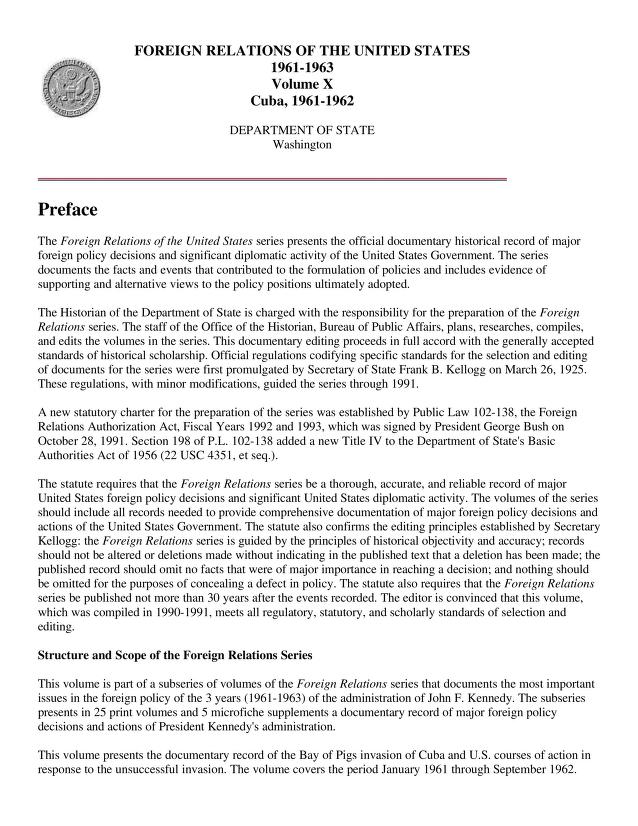 FOREIGN RELATIONS OF THE UNITED STATES
1961-1963
Volume X
Cuba, 1961-1962
DEPARTMENT OF STATE
Washington
Preface
The Foreign Relations of the United States series presents the official documentary historical record of major
foreign policy decisions and significant diplomatic activity of the United States Government. The series
documents the facts and events that contributed to the formulation of policies and includes evidence of
supporting and alternative views to the policy positions ultimately adopted.
The Historian of the Department of State is charged with the responsibility for the preparation of the Foreign
Relations series. The staff of the Office of the Historian, Bureau of Public Affairs, plans, researches, compiles,
and edits the volumes in the series. This documentary editing proceeds in full accord with the generally accepted
standards of historical scholarship. Official regulations codifying specific standards for the selection and editing
of documents for the series were first promulgated by Secretary of State Frank B. Kellogg on March 26, 1925.
These regulations, with minor modifications, guided the series through 1991.
A new statutory charter for the preparation of the series was established by Public Law 102-138, the Foreign
Relations Authorization Act, Fiscal Years 1992 and 1993, which was signed by President George Bush on
October 28, 1991. Section 198 of P.L. 102-138 added a new Title IV to the Department of State's Basic
Authorities Act of 1956 (22 USC 4351, et seq.).
The statute requires that the Foreign Relations series be a thorough, accurate, and reliable record of major
United States foreign policy decisions and significant United States diplomatic activity. The volumes of the series
should include all records needed to provide comprehensive documentation of major foreign policy decisions and
actions of the United States Government. The statute also confirms the editing principles established by Secretary
Kellogg: the Foreign Relations series is guided by the principles of historical objectivity and accuracy; records
should not be altered or deletions made without indicating in the published text that a deletion has been made; the
published record should omit no facts that were of major importance in reaching a decision; and nothing should
be omitted for the purposes of concealing a defect in policy. The statute also requires that the Foreign Relations
series be published not more than 30 years after the events recorded. The editor is convinced that this volume,
which was compiled in 1990-1991, meets all regulatory, statutory, and scholarly standards of selection and
editing.
Structure and Scope of the Foreign Relations Series
This volume is part of a subseries of volumes of the Foreign Relations series that documents the most important
issues in the foreign policy of the 3 years (1961-1963) of the administration of John F. Kennedy. The subseries
presents in 25 print volumes and 5 microfiche supplements a documentary record of major foreign policy
decisions and actions of President Kennedy's administration.
This volume presents the documentary record of the Bay of Pigs invasion of Cuba and U.S. courses of action in
response to the unsuccessful invasion. The volume covers the period January 1961 through September 1962.